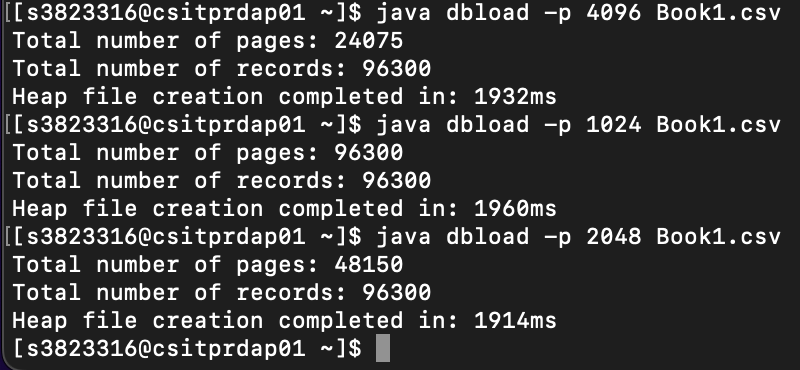 [[s3823316@csitprdap01 ~]$ java dbload -p 4096 Book1.csv
Total number of pages: 24075
Total number of records: 96300
Heap file creation completed in: 1932ms
[[s3823316@csitprdap01 ~]$ java dbload -p 1024 Book1.csv
Total number of pages: 96300
Total number of records: 96300
Heap file creation completed in: 1960ms
[[s3823316@csitprdap01 ~]$ java dbload -p 2048 Book1.csv
Total number of pages: 48150
Total number of records: 96300
Heap file creation completed in: 1914ms
[s3823316@csitprdap01 ~]$